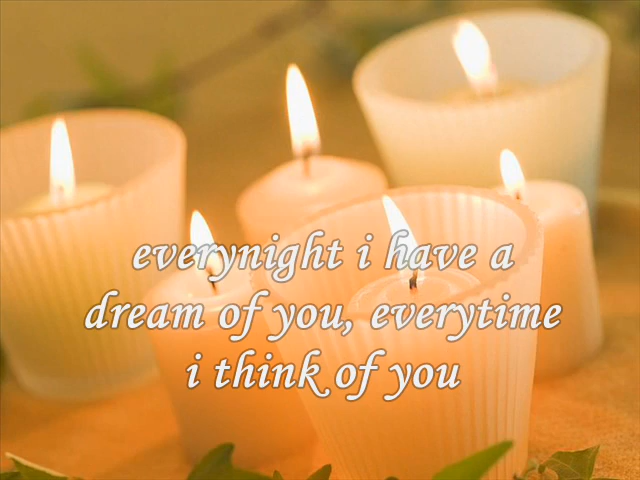 everynight i have a
dream of you, everytime
i think of you